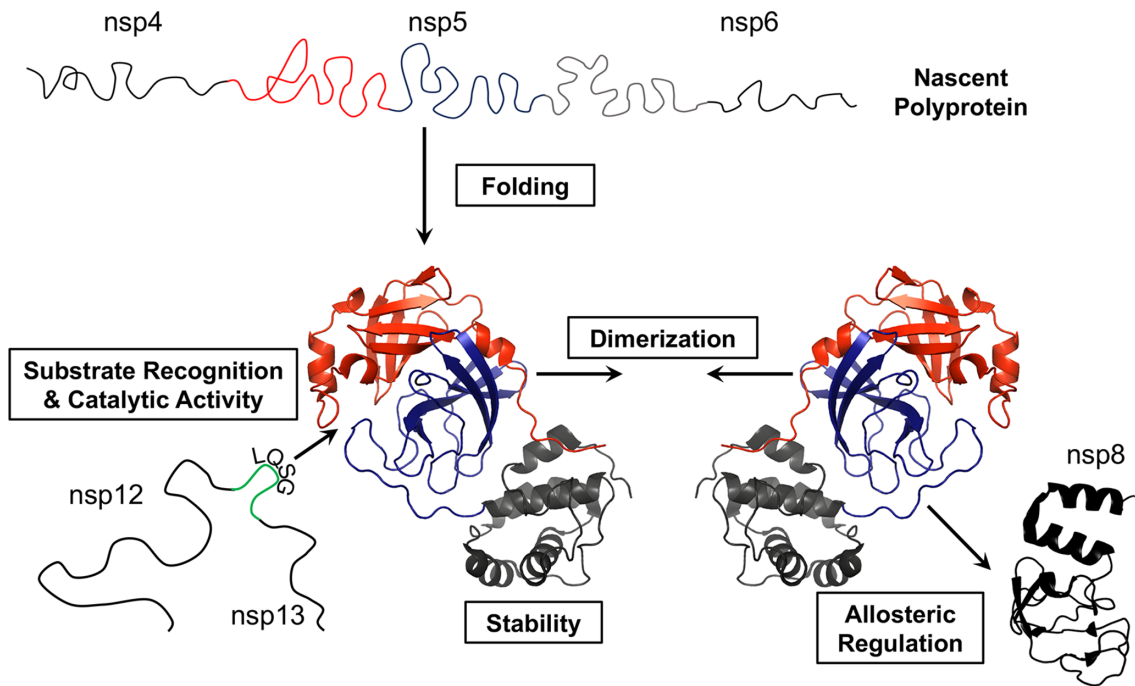 nsp4
nsp5
nsp6
Nascent
Polyprotein
Folding
Dimerization
Substrate Recognition
& Catalytic Activity
LQSG
nsp12
nsp13
Stability
nsp8
Allosteric
Regulation